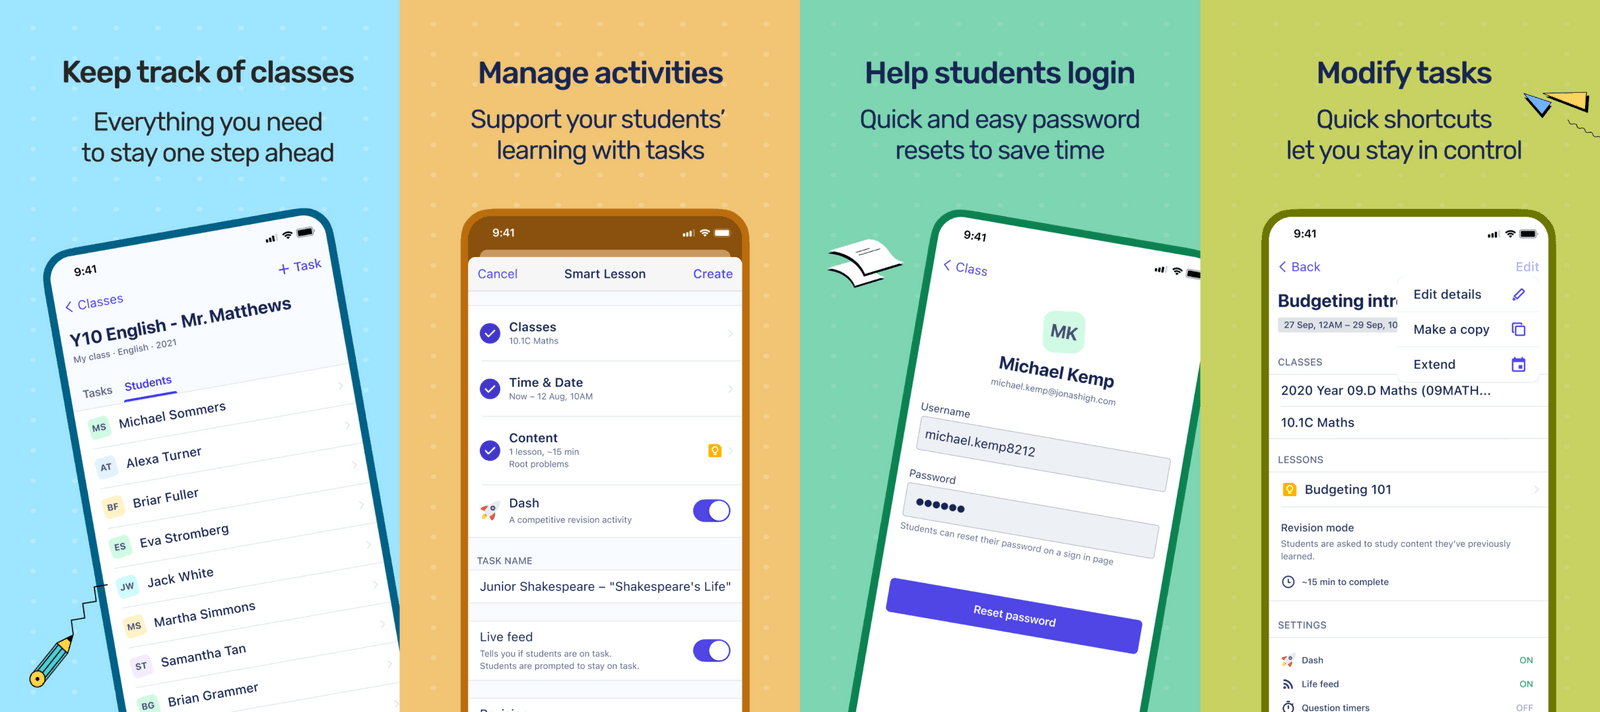 Keep track of classes
Everything you need
to stay one step ahead
9:41
+ Task
Classes
Y10 English - Mr. Matthews
My class · English · 2021
Tasks
Students
MS Michael Sommers
AT Alexa Turner
BF Briar Fuller
ES Eva Stromberg
JW Jack White
MS Martha Simmons
ST Samantha Tan
BG Brian Grammer
Manage activities
Support your students’
learning with tasks
9:41
Cancel Smart Lesson Create
Classes
10.1C Maths
Time & Date
Now – 12 Aug, 10AM
Content
1 lesson, ~15 min
Root problems
Dash
A competitive revision activity
TASK NAME
Junior Shakespeare – "Shakespeare's Life"
Live feed
Tells you if students are on task.
Students are prompted to stay on task.
Help students login
Quick and easy password
resets to save time
9:41
Class
MK
Michael Kemp
michael.kemp@jonashigh.com
Username
michael.kemp8212
Password
Students can reset their password on a sign in page
Reset password
Modify tasks
Quick shortcuts
let you stay in control
9:41
Back Edit
Budgeting intr
27 Sep, 12AM – 29 Sep, 10
Edit details
Make a copy
Extend
CLASSES
2020 Year 09.D Maths (09MATH...
10.1C Maths
LESSONS
Budgeting 101
Revision mode
Students are asked to study content they've previously
learned.
~15 min to complete
SETTINGS
Dash ON
Life feed ON
Question timers OFF